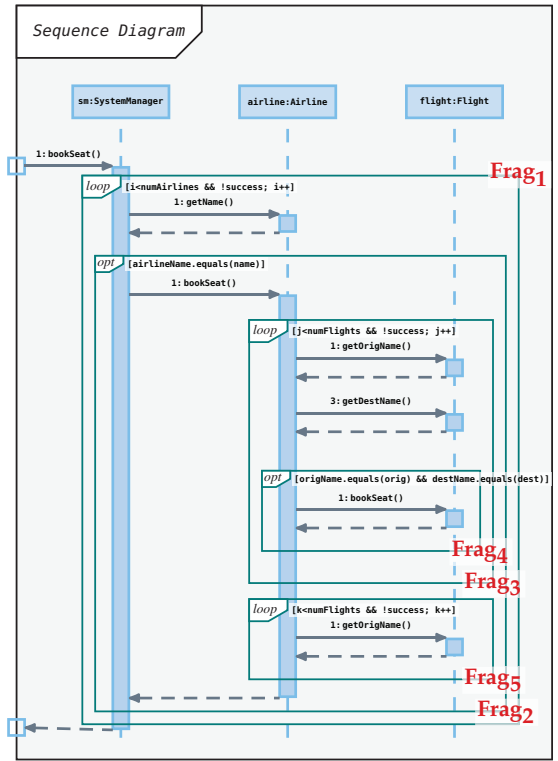 Sequence Diagram
sm:SystemManager
airline:Airline
flight:Flight
1:bookSeat()
Frag1
loop
[i<numAirlines && !success; i++]
1:getName()
opt
[airlineName.equals(name)]
1:bookSeat()
loop
[j<numFlights && !success; j++]
1:getOrigName()
3:getDestName()
opt
[origName.equals(orig) && destName.equals(dest)]
1:bookSeat()
Frag4
Frag3
loop
[k<numFlights && !success; k++]
1:getOrigName()
Frag5
Frag2